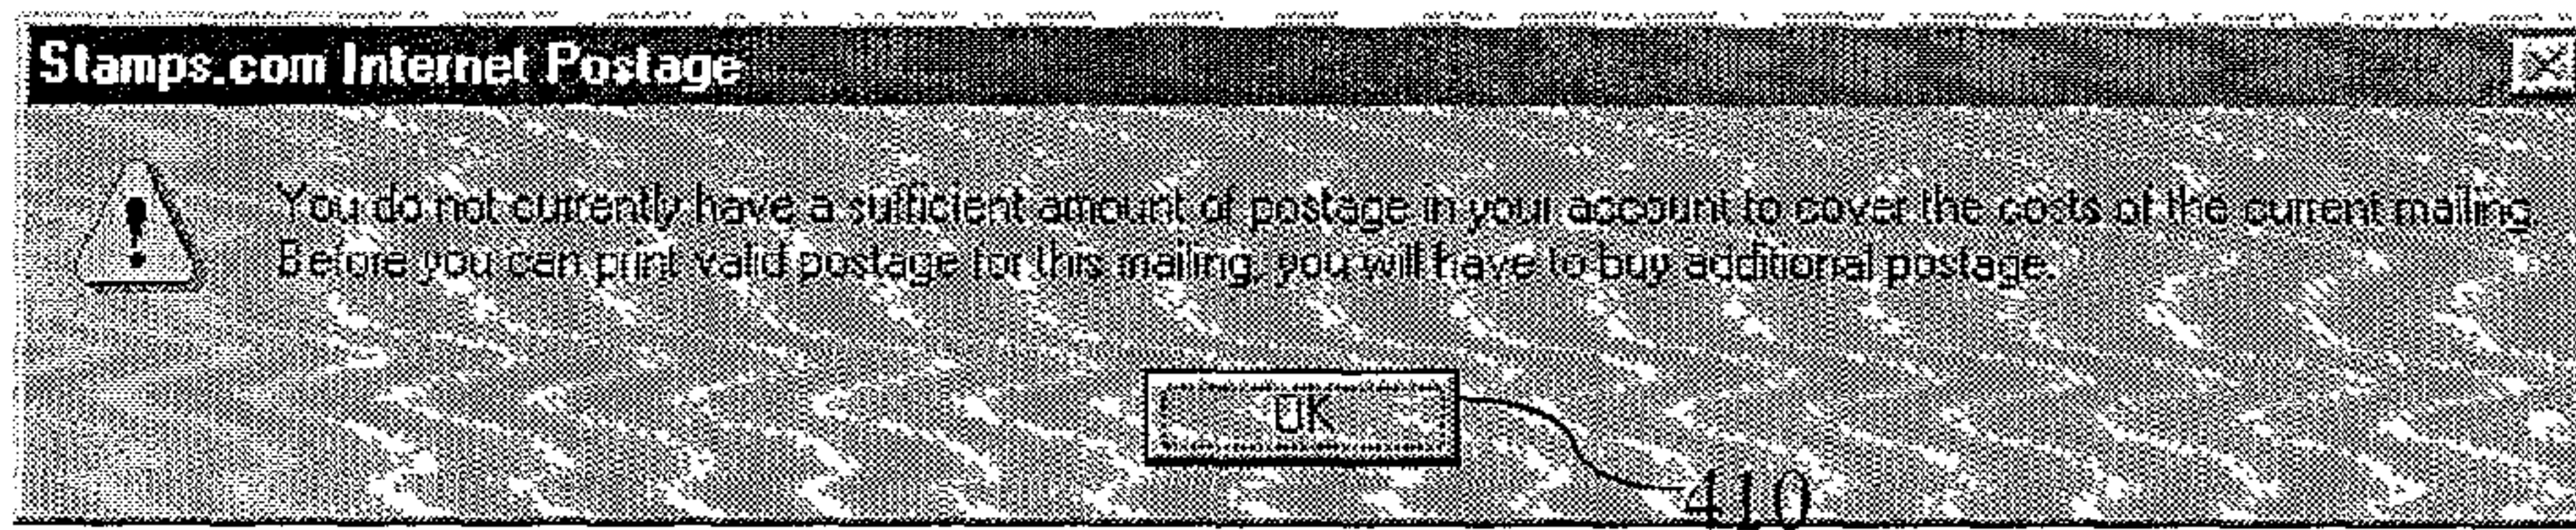 Stamps.com Internet Postage
You do not currently have a sufficient amount of postage in your account to cover the costs of the current mailing.
Before you can print valid postage for this mailing, you will have to buy additional postage.
OK
410